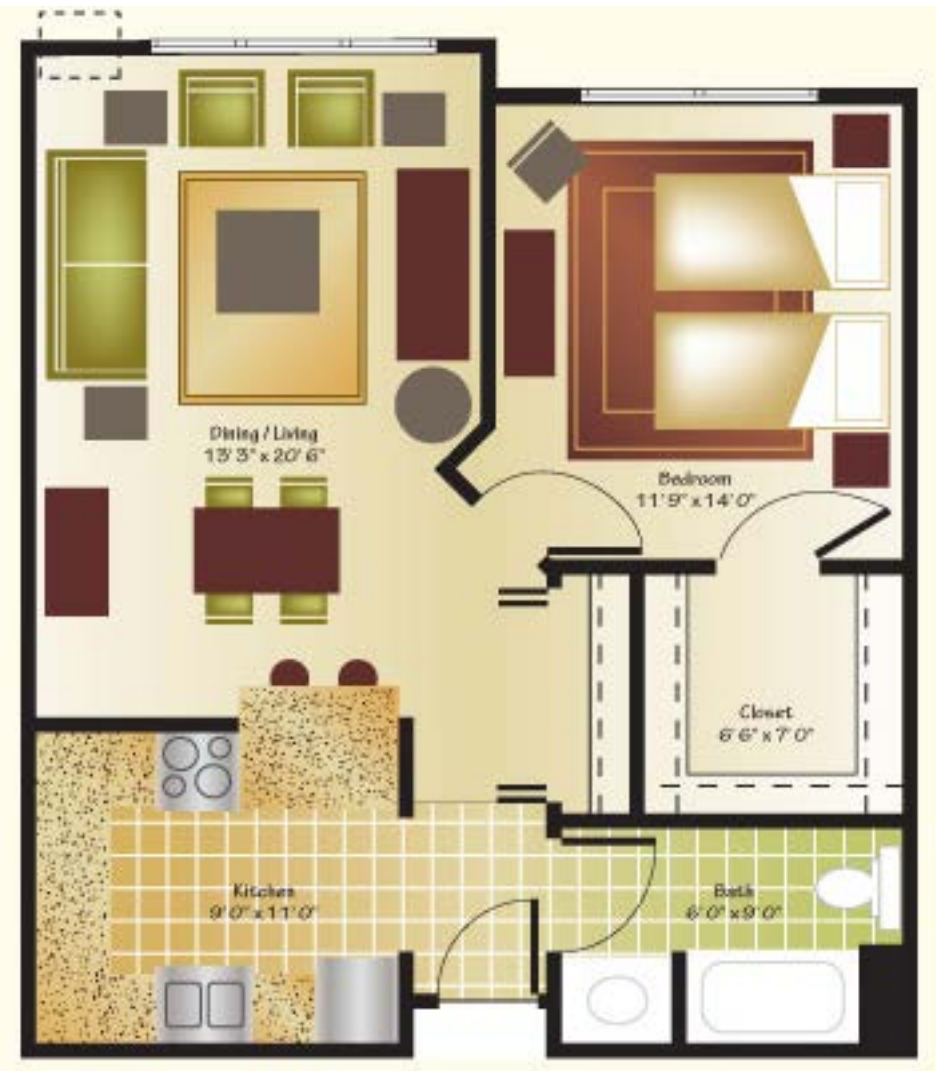 Dining / Living
13' 3" x 20' 6"
Bedroom
11' 9" x 14' 0"
Closet
6' 6" x 7' 0"
Kitchen
9' 0" x 11' 0"
Bath
6' 0" x 9' 0"